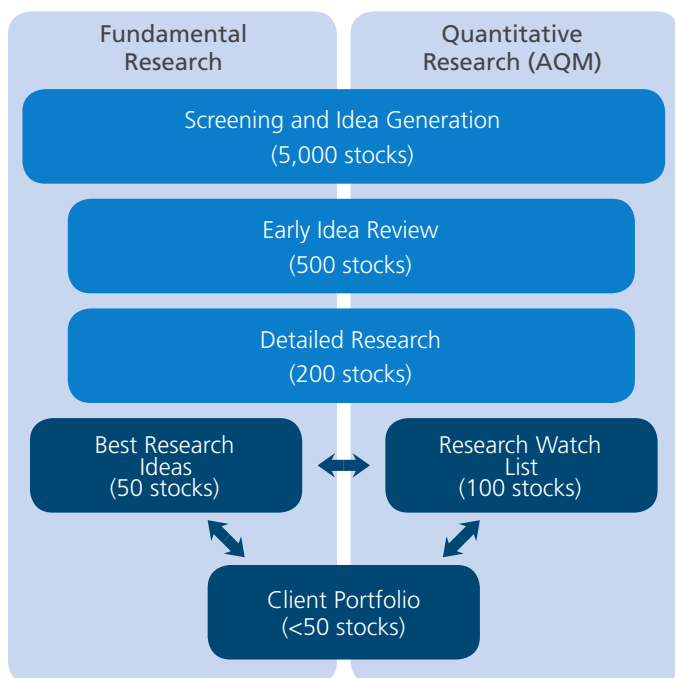 Fundamental
Research
Quantitative
Research (AQM)
Screening and Idea Generation
(5,000 stocks)
Early Idea Review
(500 stocks)
Detailed Research
(200 stocks)
Best Research
Ideas
(50 stocks)
Research Watch
List
(100 stocks)
Client Portfolio
(<50 stocks)